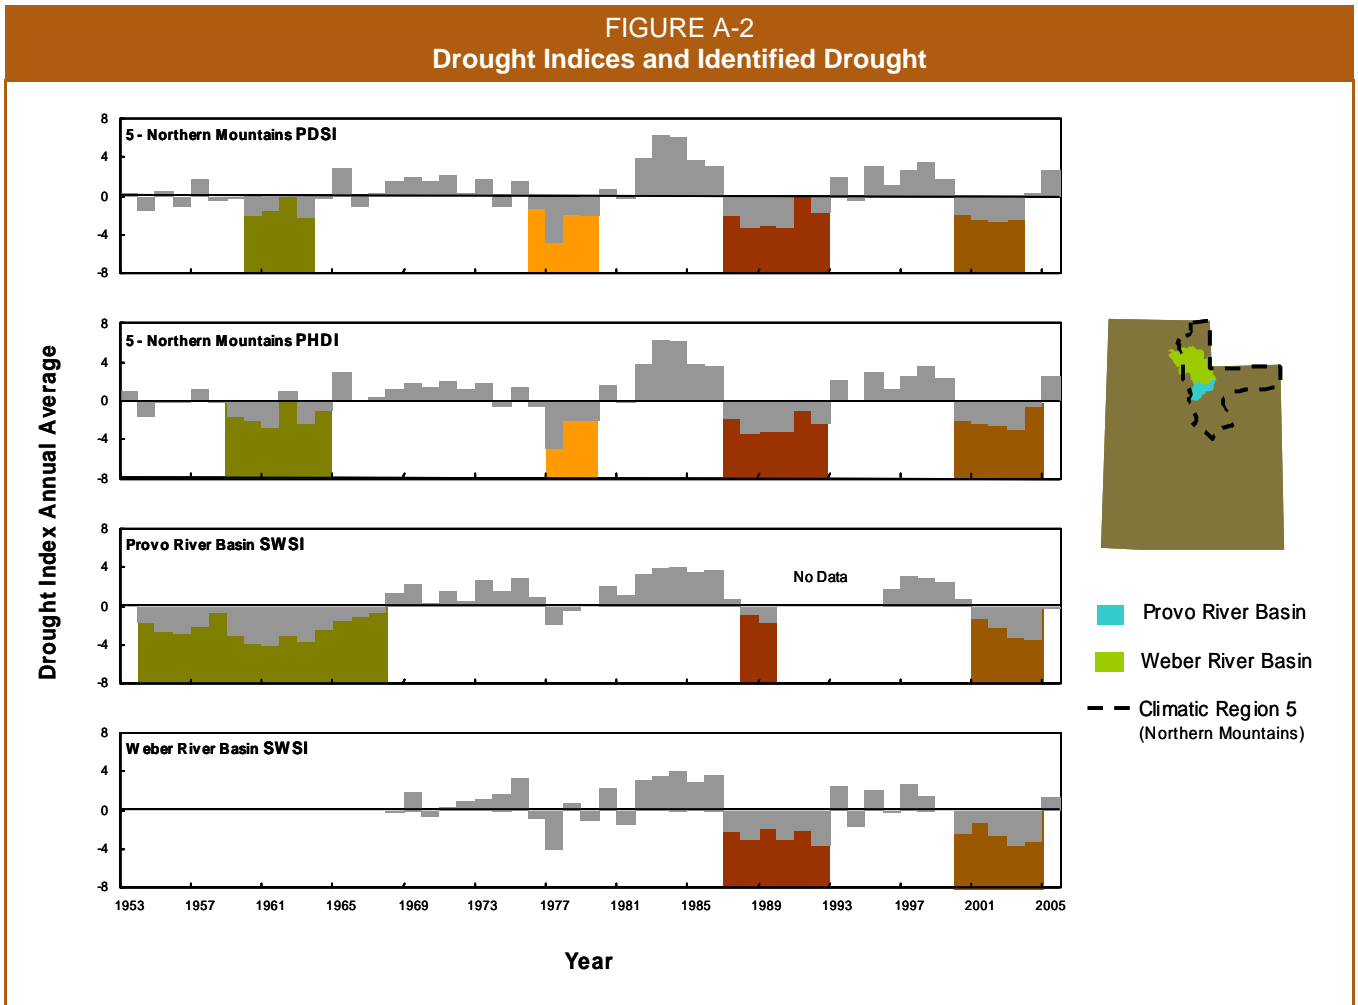 FIGURE A-2
Drought Indices and Identified Drought
Drought Index Annual Average
5 - Northern Mountains PDSI
8
4
0
-4
-8
5 - Northern Mountains PHDI
8
4
0
-4
-8
Provo River Basin SWSI
No Data
8
4
0
-4
-8
Weber River Basin SWSI
8
4
0
-4
-8
1953 1957 1961 1965 1969 1973 1977 1981 1985 1989 1993 1997 2001 2005
Year
Provo River Basin
Weber River Basin
Climatic Region 5
(Northern Mountains)